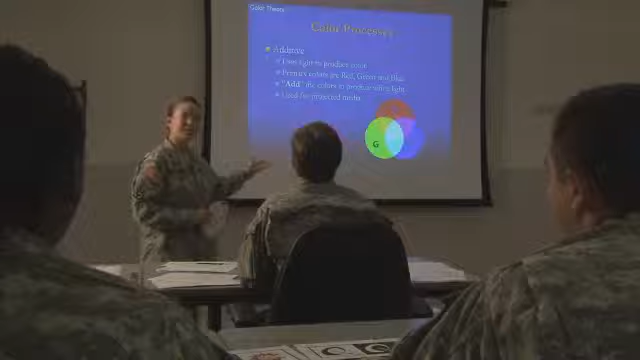 Color Theory
Color Processes
Additive
Uses light to produce color
Primary colors are Red, Green and Blue
"Add" the colors to produce white light
Used for projected media
G